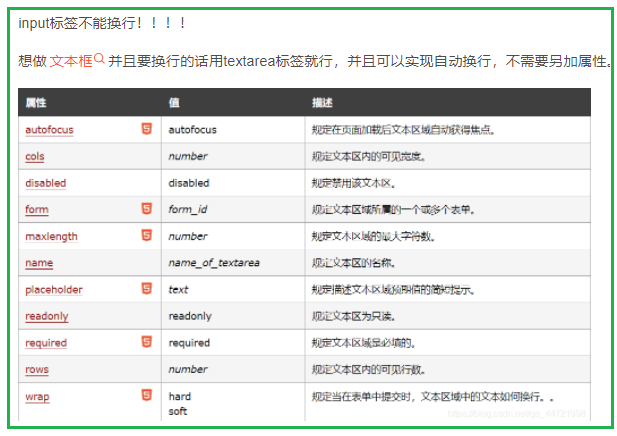 input标签不能换行！！！！
想做 文本框 并且要换行的话用textarea标签就行，并且可以实现自动换行，不需要另加属性。
属性 值 描述
autofocus 5 autofocus 规定在页面加载后文本区域自动获得焦点。
cols number 规定文本区内的可见宽度。
disabled disabled 规定禁用该文本区。
form 5 form_id 规定文本区域所属的一个或多个表单。
maxlength 5 number 规定文本区域的最大字符数。
name name_of_textarea 规定文本区的名称。
placeholder 5 text 规定描述文本区域预期值的简短提示。
readonly readonly 规定文本区为只读。
required 5 required 规定文本区域是必填的。
rows number 规定文本区内的可见行数。
wrap 5 hard 规定当在表单中提交时，文本区域中的文本如何换行。。
soft